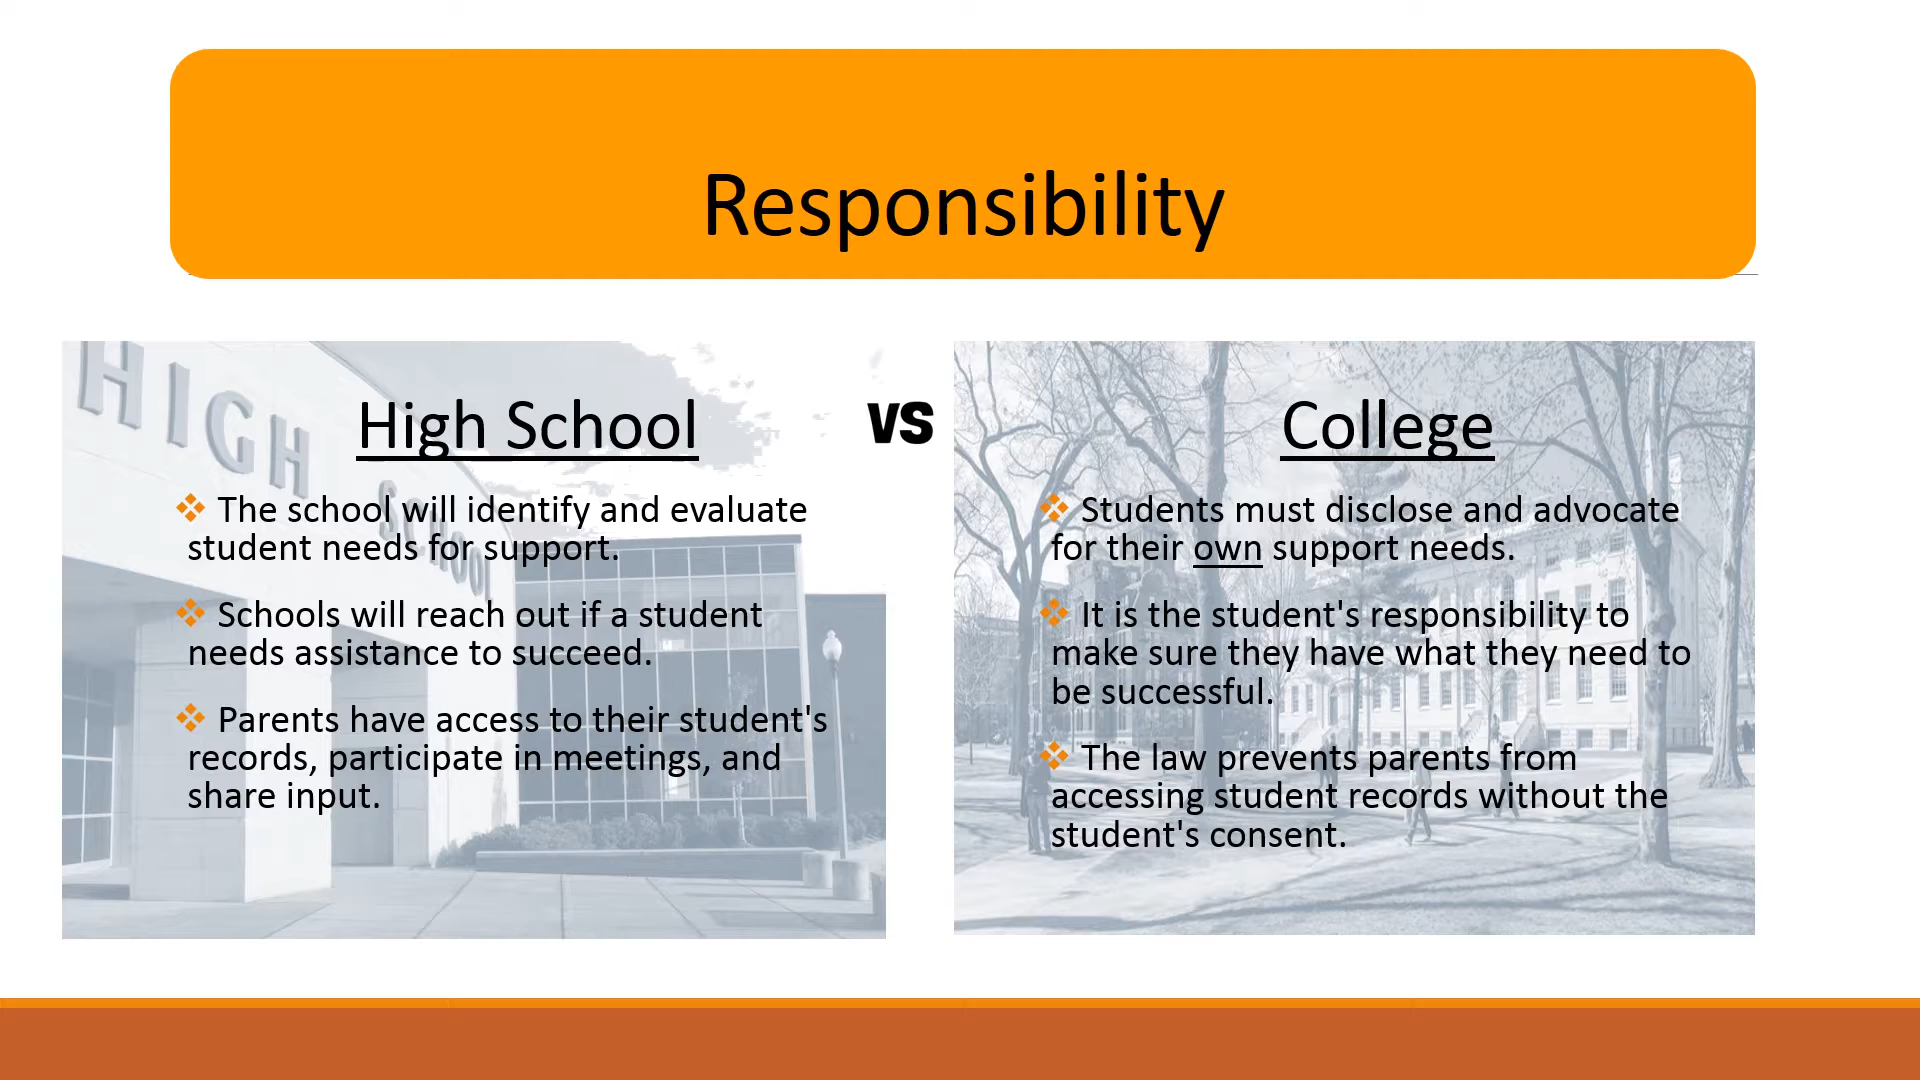 Responsibility
HIGH
SCHOOL
High School
VS
College
❖ The school will identify and evaluate
student needs for support.
❖ Schools will reach out if a student
needs assistance to succeed.
❖ Parents have access to their student's
records, participate in meetings, and
share input.
❖ Students must disclose and advocate
for their own support needs.
❖ It is the student's responsibility to
make sure they have what they need to
be successful.
❖ The law prevents parents from
accessing student records without the
student's consent.